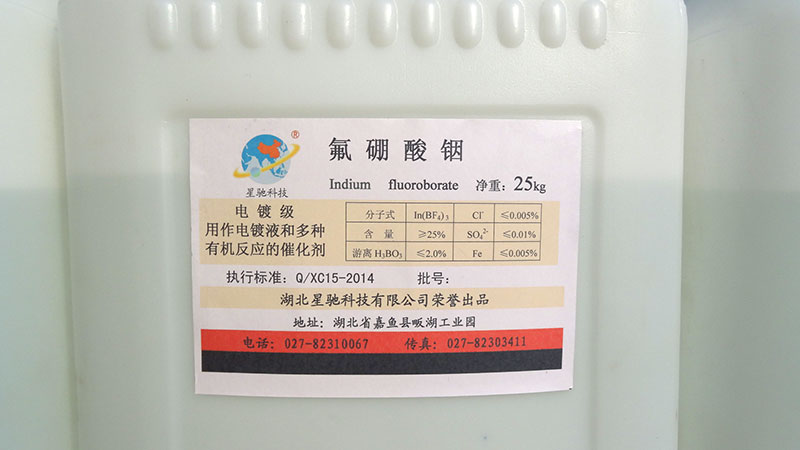 ®
星驰科技
氟硼酸铟
Indium fluoroborate 净重：25kg
电镀级
用作电镀液和多种
有机反应的催化剂
分子式 In(BF₄)₃ Cl⁻ ≤0.005%
含量 ≥25% SO₄²⁻ ≤0.01%
游离H₃BO₃ ≤2.0% Fe ≤0.005%
执行标准：Q/XC15-2014 批号：
湖北星驰科技有限公司荣誉出品
地址：湖北省嘉鱼县畈湖工业园
电话：027-82310067 传真：027-82303411